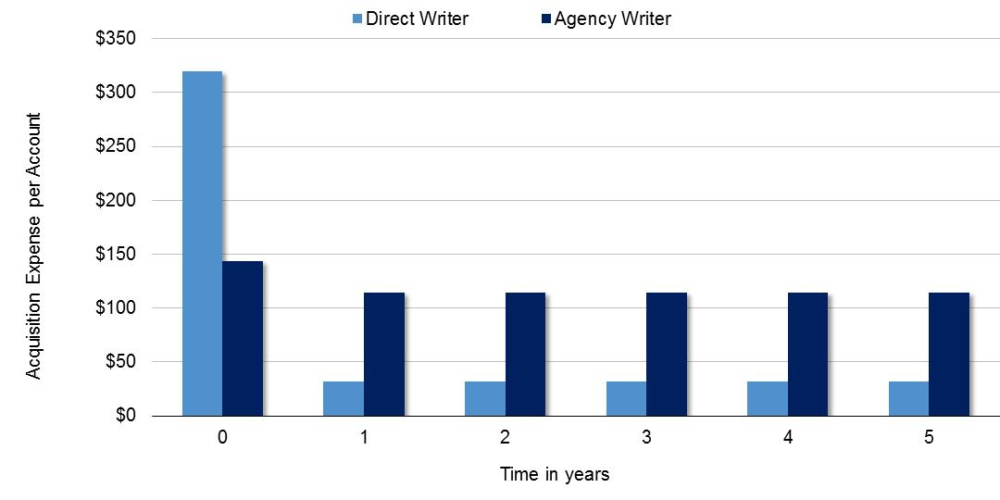 Direct Writer Agency Writer
$350
$300
$250
$200
$150
$100
$50
$0
Acquisition Expense per Account
0 1 2 3 4 5
Time in years